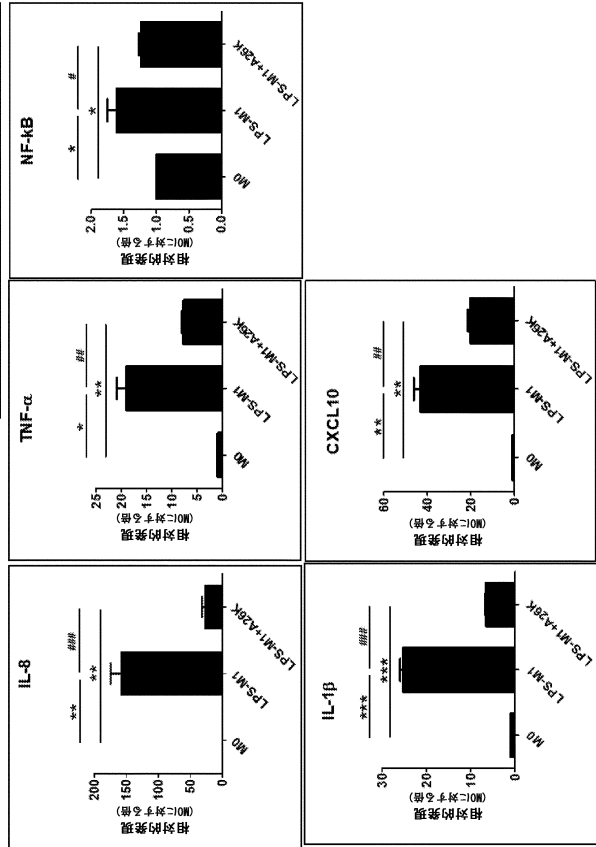 IL-8
相対的発現
(M0に対する倍)
200
150
100
50
0
** ###
**
M0 LPS-M1 LPS-M1+A26K
TNF-α
相対的発現
(M0に対する倍)
25
20
15
10
5
0
* ##
**
M0 LPS-M1 LPS-M1+A26K
NF-kB
相対的発現
(M0に対する倍)
2.0
1.5
1.0
0.5
0.0
* #
*
M0 LPS-M1 LPS-M1+A26K
IL-1β
相対的発現
(M0に対する倍)
30
20
10
0
*** ###
***
M0 LPS-M1 LPS-M1+A26K
CXCL10
相対的発現
(M0に対する倍)
60
40
20
0
** ##
**
M0 LPS-M1 LPS-M1+A26K